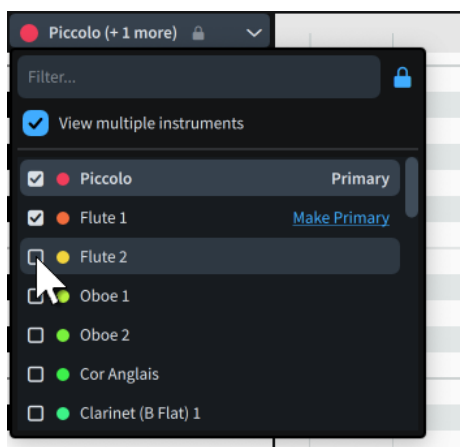 Piccolo (+ 1 more)
Filter...
View multiple instruments
Piccolo Primary
Flute 1 Make Primary
Flute 2
Oboe 1
Oboe 2
Cor Anglais
Clarinet (B Flat) 1